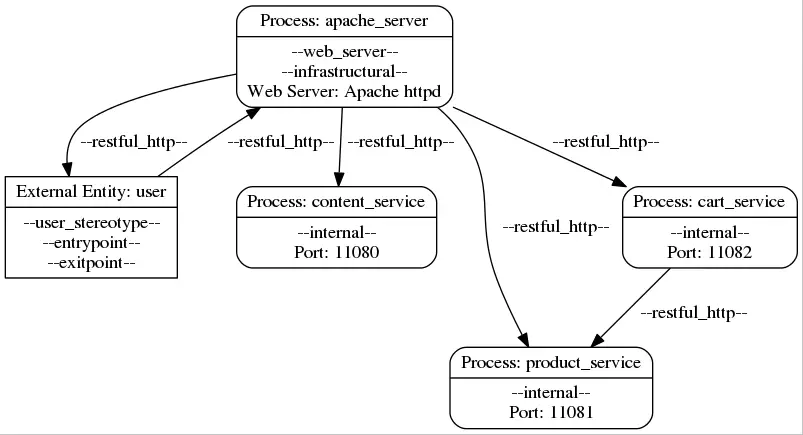 Process: apache_server
--web_server--
--infrastructural--
Web Server: Apache httpd
--restful_http--
--restful_http--
--restful_http--
--restful_http--
External Entity: user
--user_stereotype--
--entrypoint--
--exitpoint--
Process: content_service
--internal--
Port: 11080
--restful_http--
Process: cart_service
--internal--
Port: 11082
--restful_http--
Process: product_service
--internal--
Port: 11081